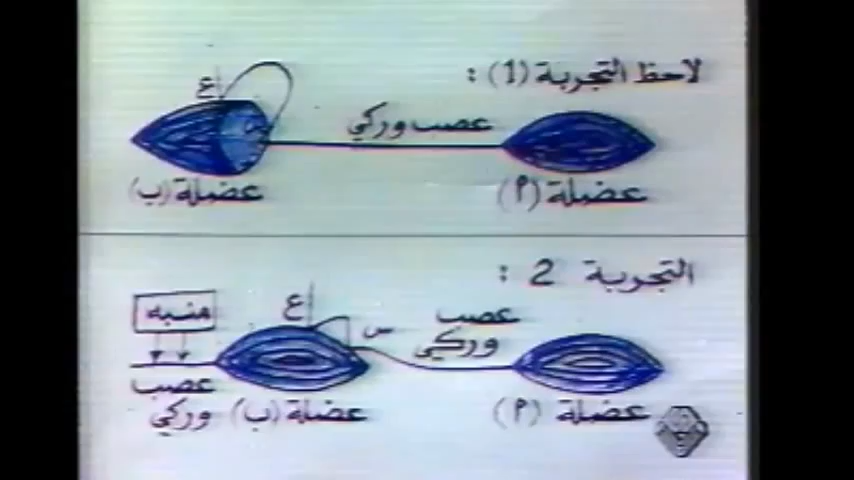 لاحظ التجربة (1) :
ع
عصب وركي
عضلة (ب)
عضلة (أ)
التجربة 2 :
منبه
ع
س
عصب
وركي
عصب
وركي
عضلة (ب)
عضلة (أ)